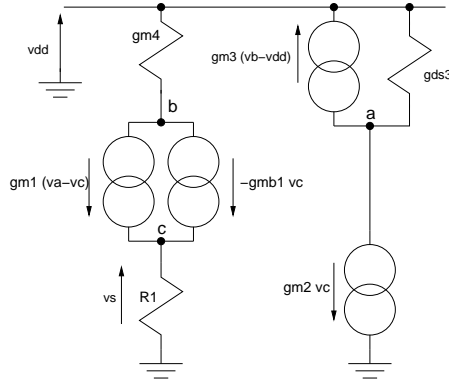 gm4
vdd
gm3 (vb−vdd)
gds3
b
a
gm1 (va−vc)
−gmb1 vc
c
vs
R1
gm2 vc